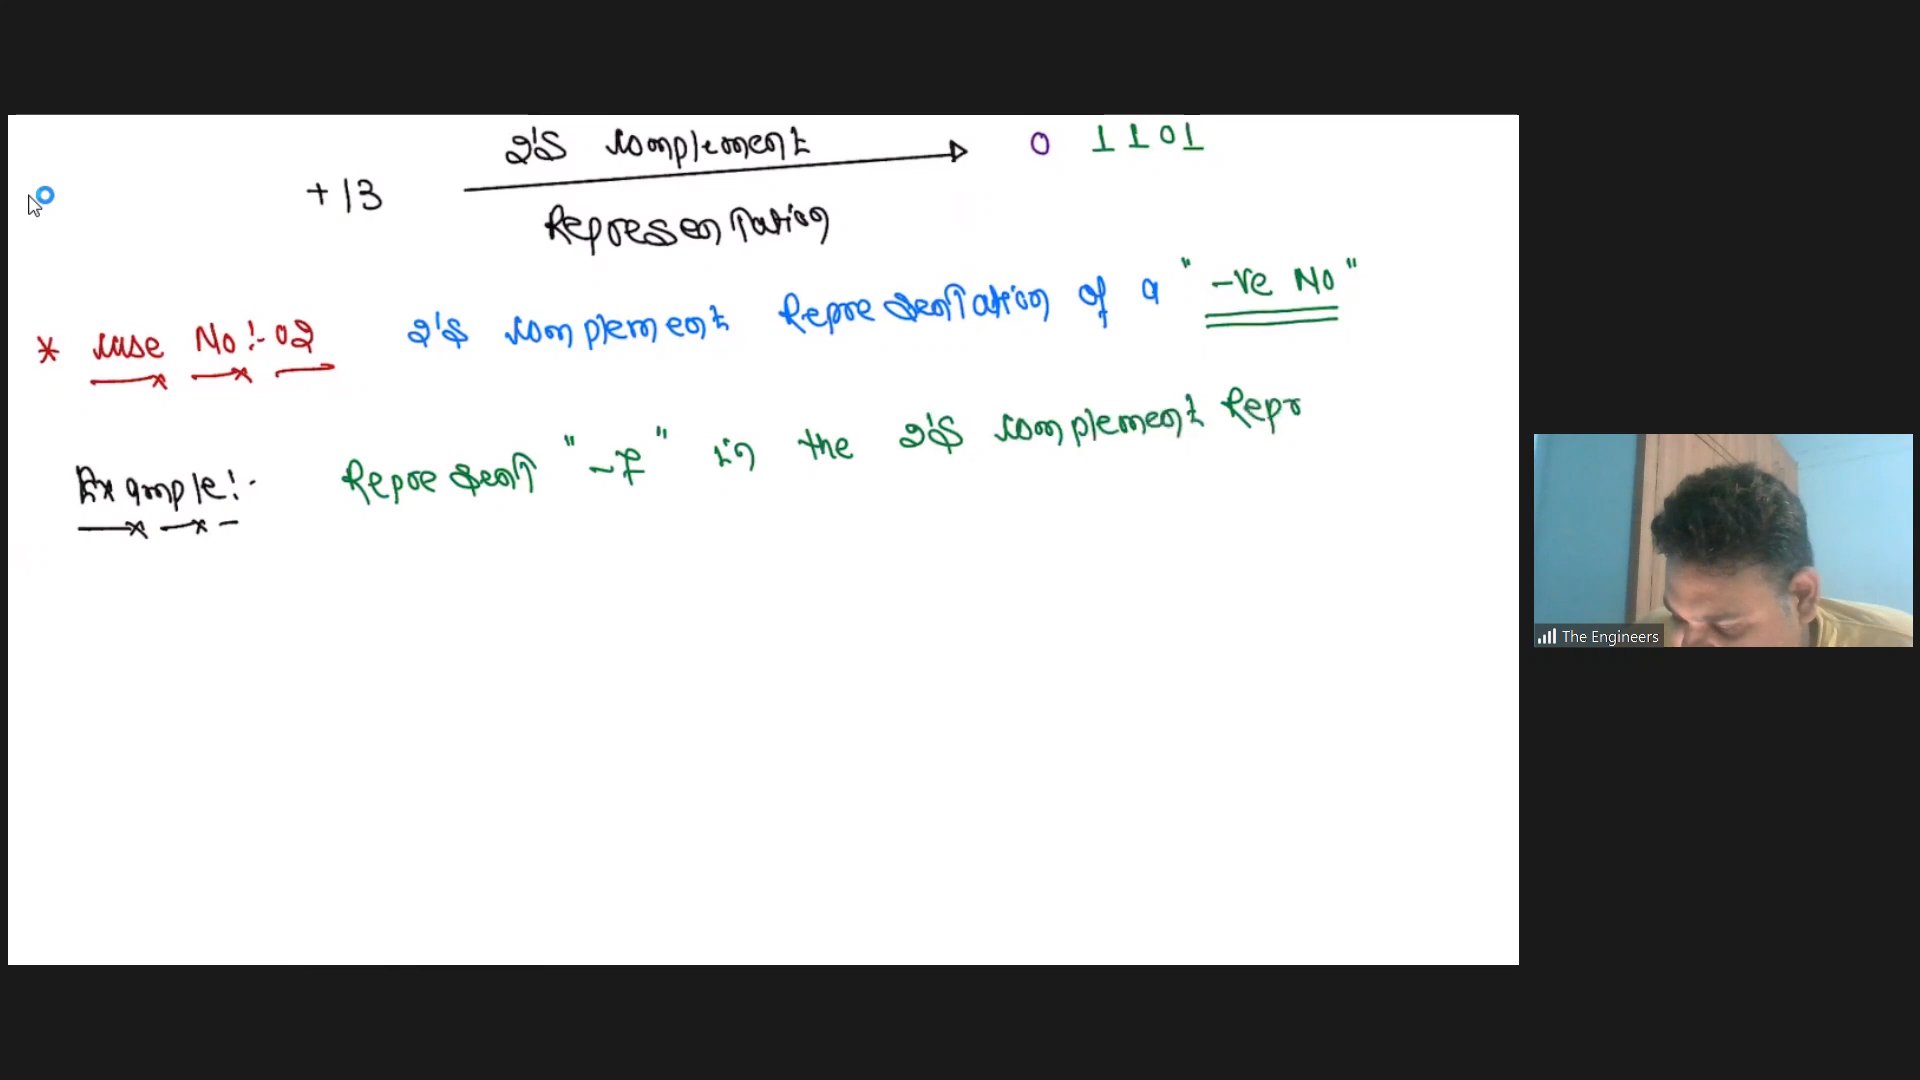 2's complement
0 1101
+13
Representation
* Case No:- 02 2's complement Representation of a "-ve No"
Example:- Represent "-7" in the 2's complement Repr
The Engineers